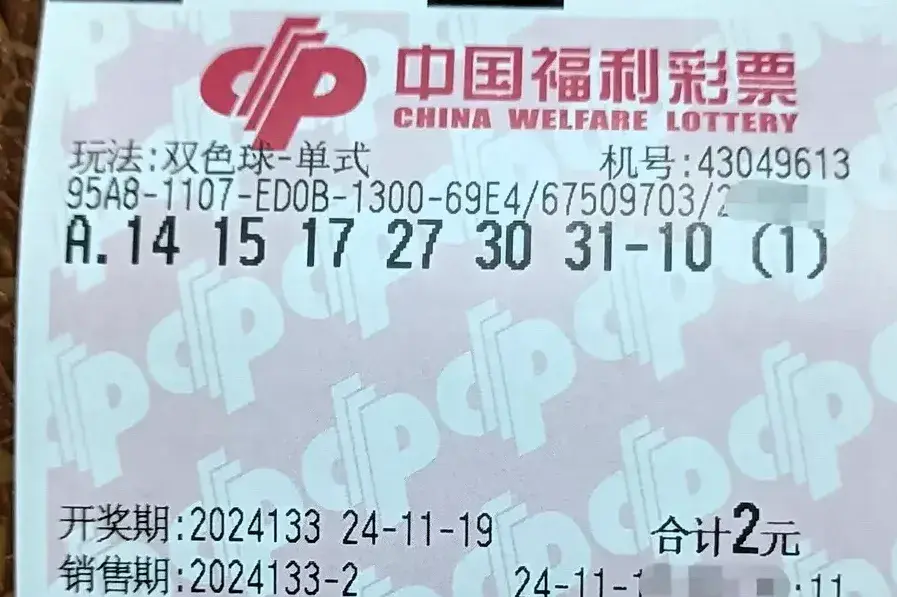 中国福利彩票
CHINA WELFARE LOTTERY
玩法:双色球-单式 机号:43049613
95A8-1107-ED0B-1300-69E4/67509703/2
A.14 15 17 27 30 31-10 (1)
开奖期:2024133 24-11-19 合计2元
销售期:2024133-2 24-11-1 :11